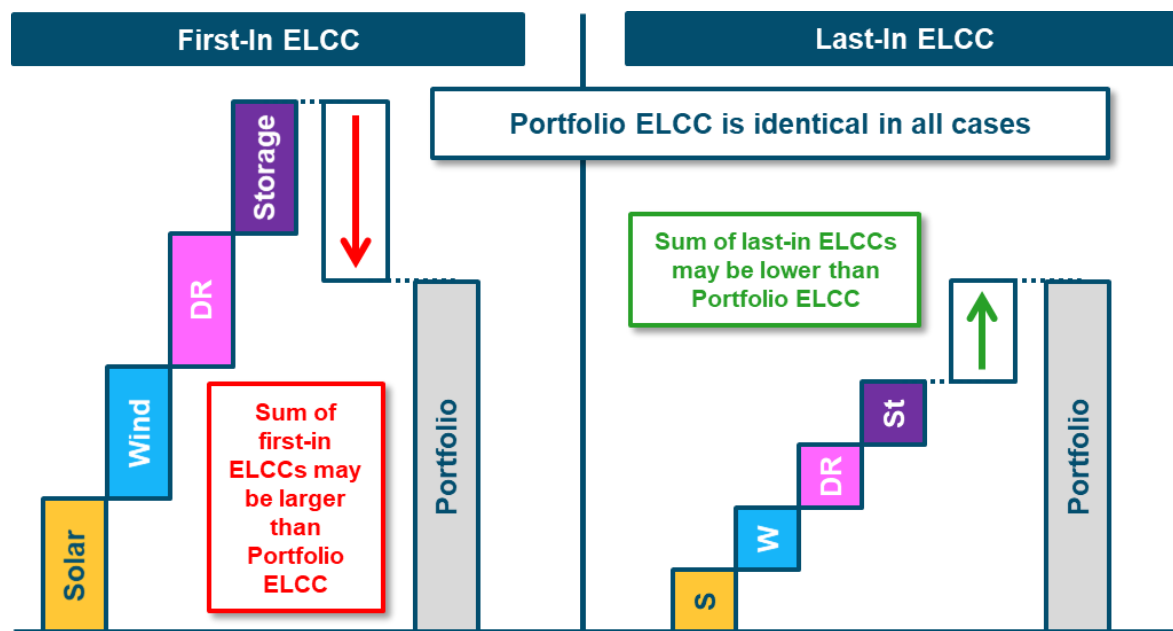 First-In ELCC
Last-In ELCC
Portfolio ELCC is identical in all cases
Storage
DR
Wind
Solar
Sum of
first-in
ELCCs may
be larger
than
Portfolio
ELCC
Portfolio
Sum of last-in ELCCs
may be lower than
Portfolio ELCC
St
DR
W
S
Portfolio